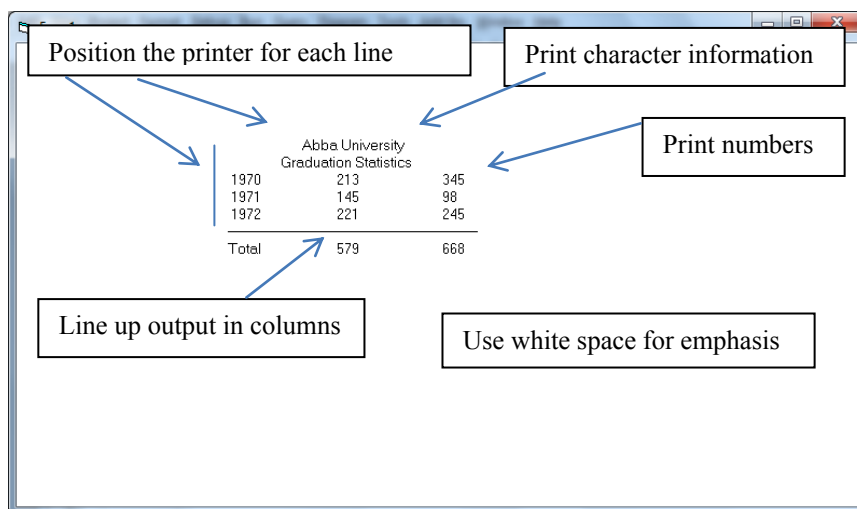 Position the printer for each line
Print character information
Abba University
Graduation Statistics
Print numbers
1970 213 345
1971 145 98
1972 221 245
Total 579 668
Line up output in columns
Use white space for emphasis